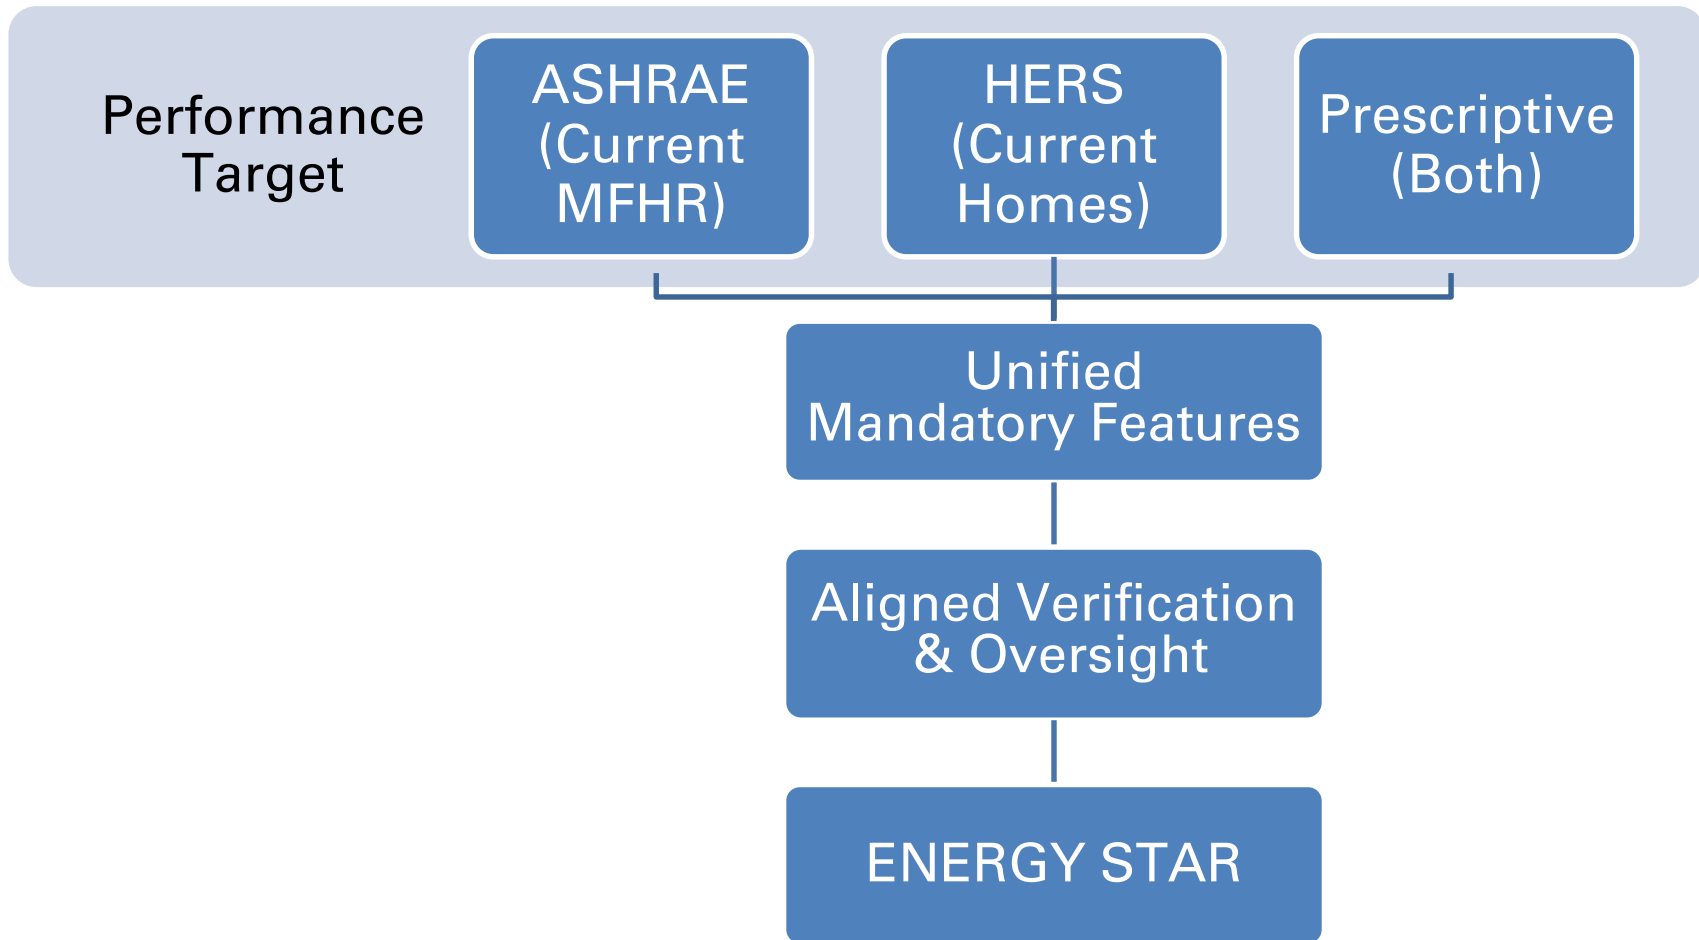 Performance
Target
ASHRAE
(Current
MFHR)
HERS
(Current
Homes)
Prescriptive
(Both)
Unified
Mandatory Features
Aligned Verification
& Oversight
ENERGY STAR